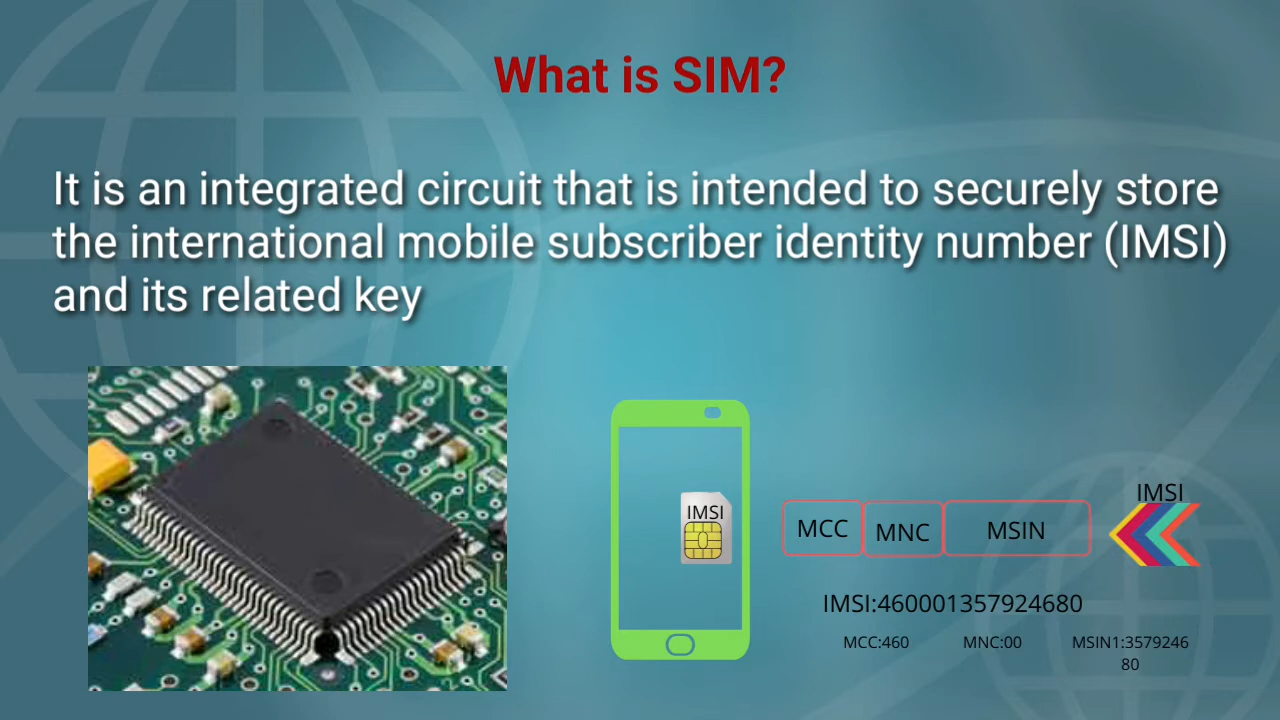 What is SIM?
It is an integrated circuit that is intended to securely store
the international mobile subscriber identity number (IMSI)
and its related key
IMSI
IMSI
MCC MNC MSIN
IMSI:460001357924680
MCC:460 MNC:00 MSIN1:3579246
80